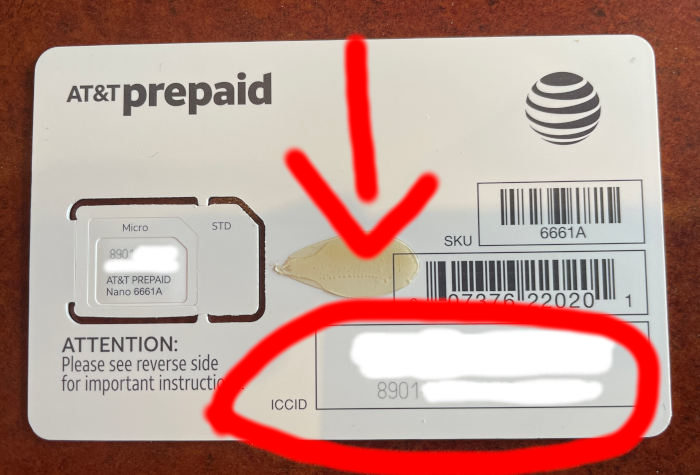 AT&T prepaid
Micro
STD
8901
AT&T PREPAID
Nano 6661A
SKU
6661A
07376 22020 1
ATTENTION:
Please see reverse side
for important
ICCID
8901